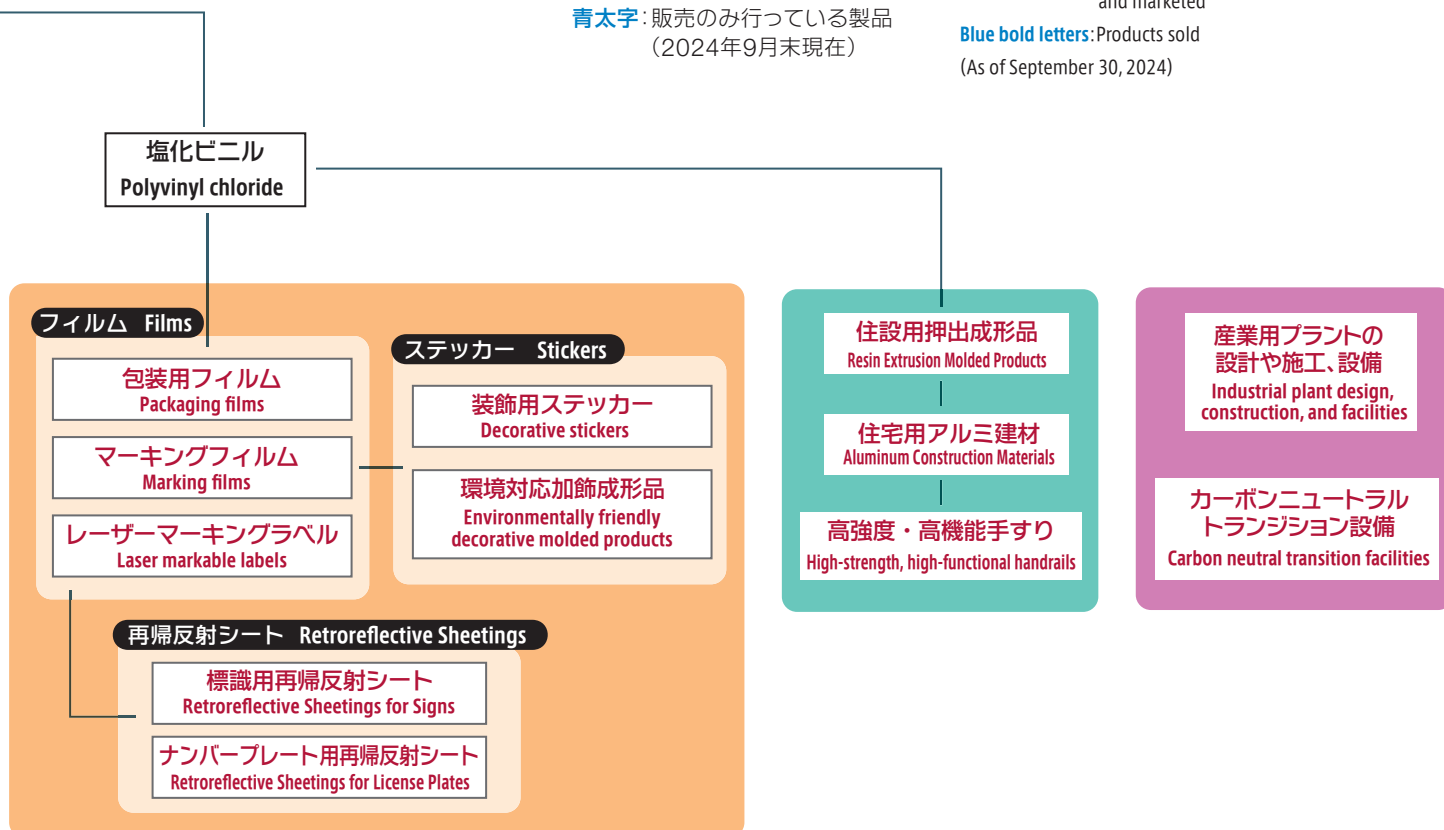 青太字：販売のみ行っている製品
（2024年9月末現在）
and marketed
Blue bold letters:Products sold
(As of September 30, 2024)
塩化ビニル
Polyvinyl chloride
フィルム Films
包装用フィルム
Packaging films
マーキングフィルム
Marking films
レーザーマーキングラベル
Laser markable labels
ステッカー Stickers
装飾用ステッカー
Decorative stickers
環境対応加飾成形品
Environmentally friendly
decorative molded products
再帰反射シート Retroreflective Sheetings
標識用再帰反射シート
Retroreflective Sheetings for Signs
ナンバープレート用再帰反射シート
Retroreflective Sheetings for License Plates
住設用押出成形品
Resin Extrusion Molded Products
住宅用アルミ建材
Aluminum Construction Materials
高強度・高機能手すり
High-strength, high-functional handrails
産業用プラントの
設計や施工、設備
Industrial plant design,
construction, and facilities
カーボンニュートラル
トランジション設備
Carbon neutral transition facilities